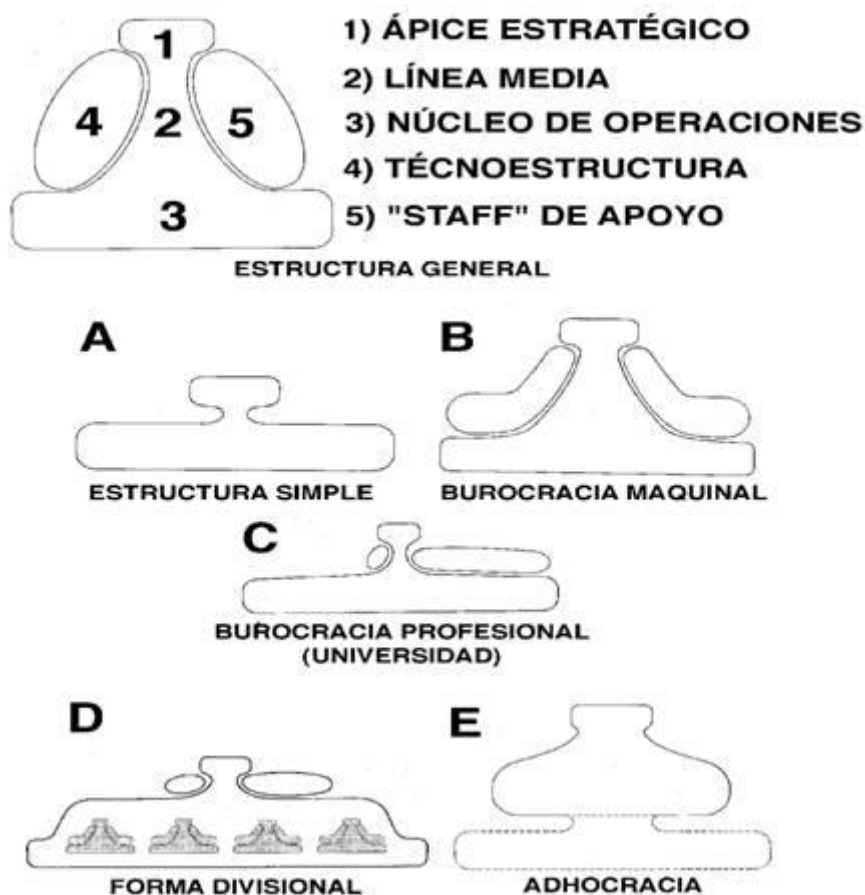 1
4 2 5
3
1) ÁPICE ESTRATÉGICO
2) LÍNEA MEDIA
3) NÚCLEO DE OPERACIONES
4) TÉCNOESTRUCTURA
5) "STAFF" DE APOYO
ESTRUCTURA GENERAL
A
ESTRUCTURA SIMPLE
B
BUROCRACIA MAQUINAL
C
BUROCRACIA PROFESIONAL
(UNIVERSIDAD)
D
FORMA DIVISIONAL
E
ADHOCRACIA